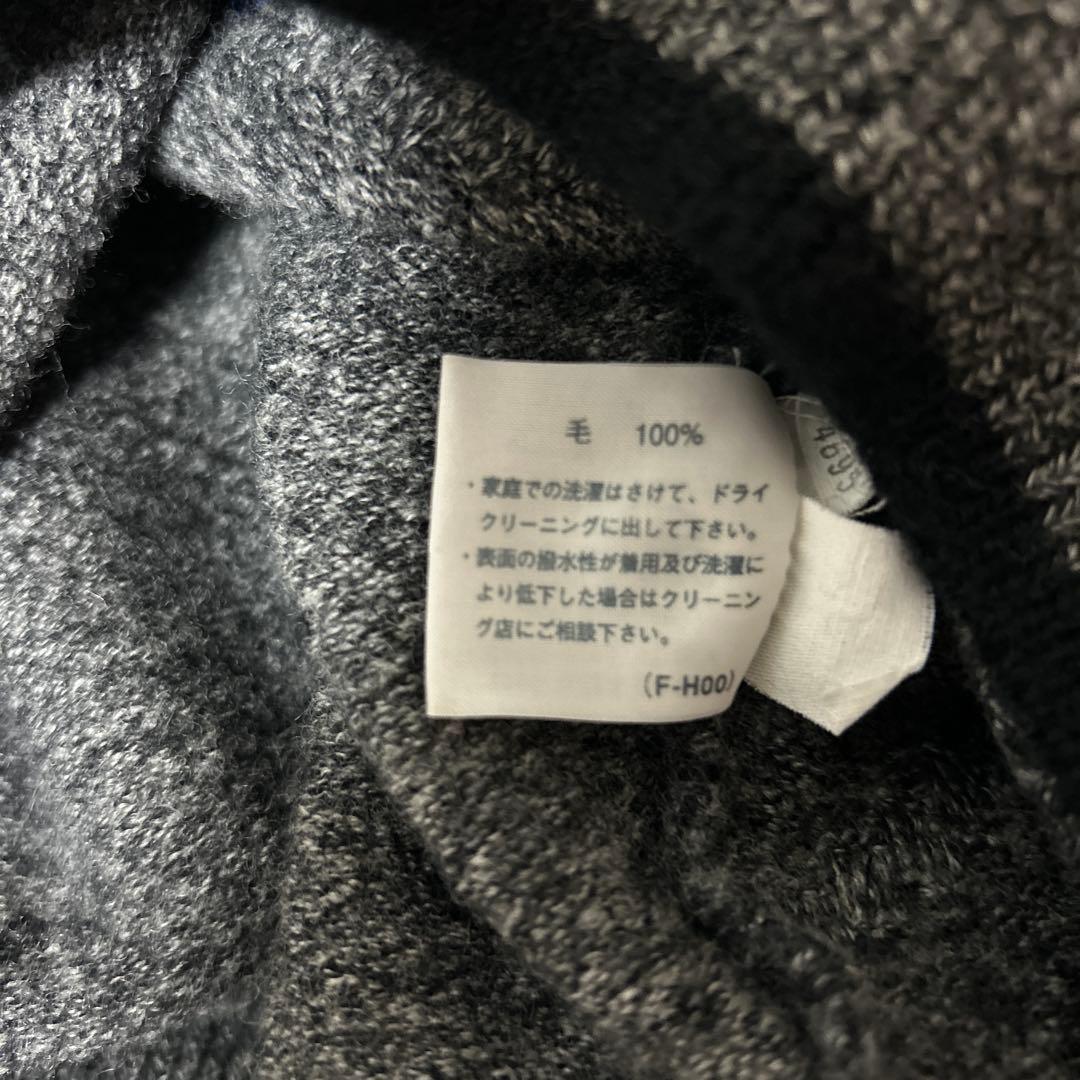 毛 100%
・家庭での洗濯はさけて、ドライ
クリーニングに出して下さい。
・表面の撥水性が着用及び洗濯に
より低下した場合はクリーニン
グ店にご相談下さい。
(F-H00)